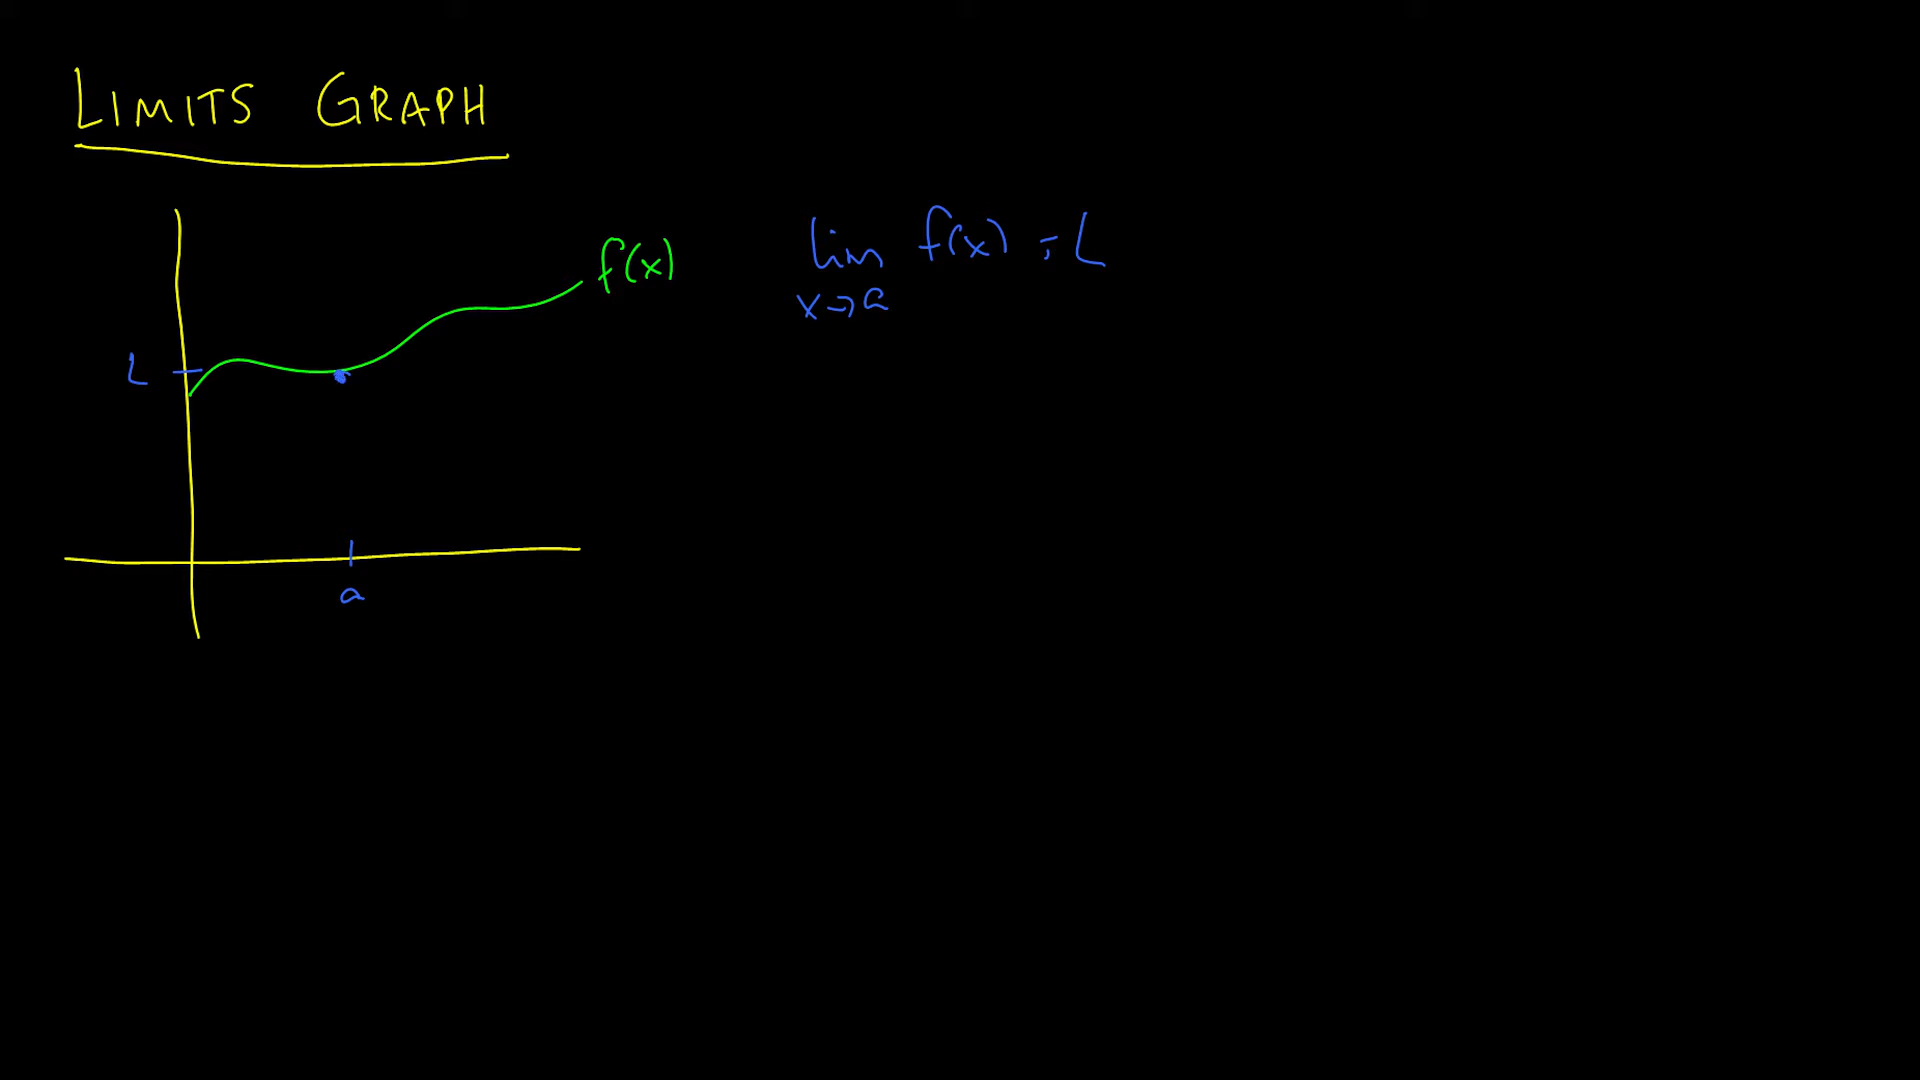 LIMITS GRAPH
f(x)
lim f(x) = L
x→a
L
a